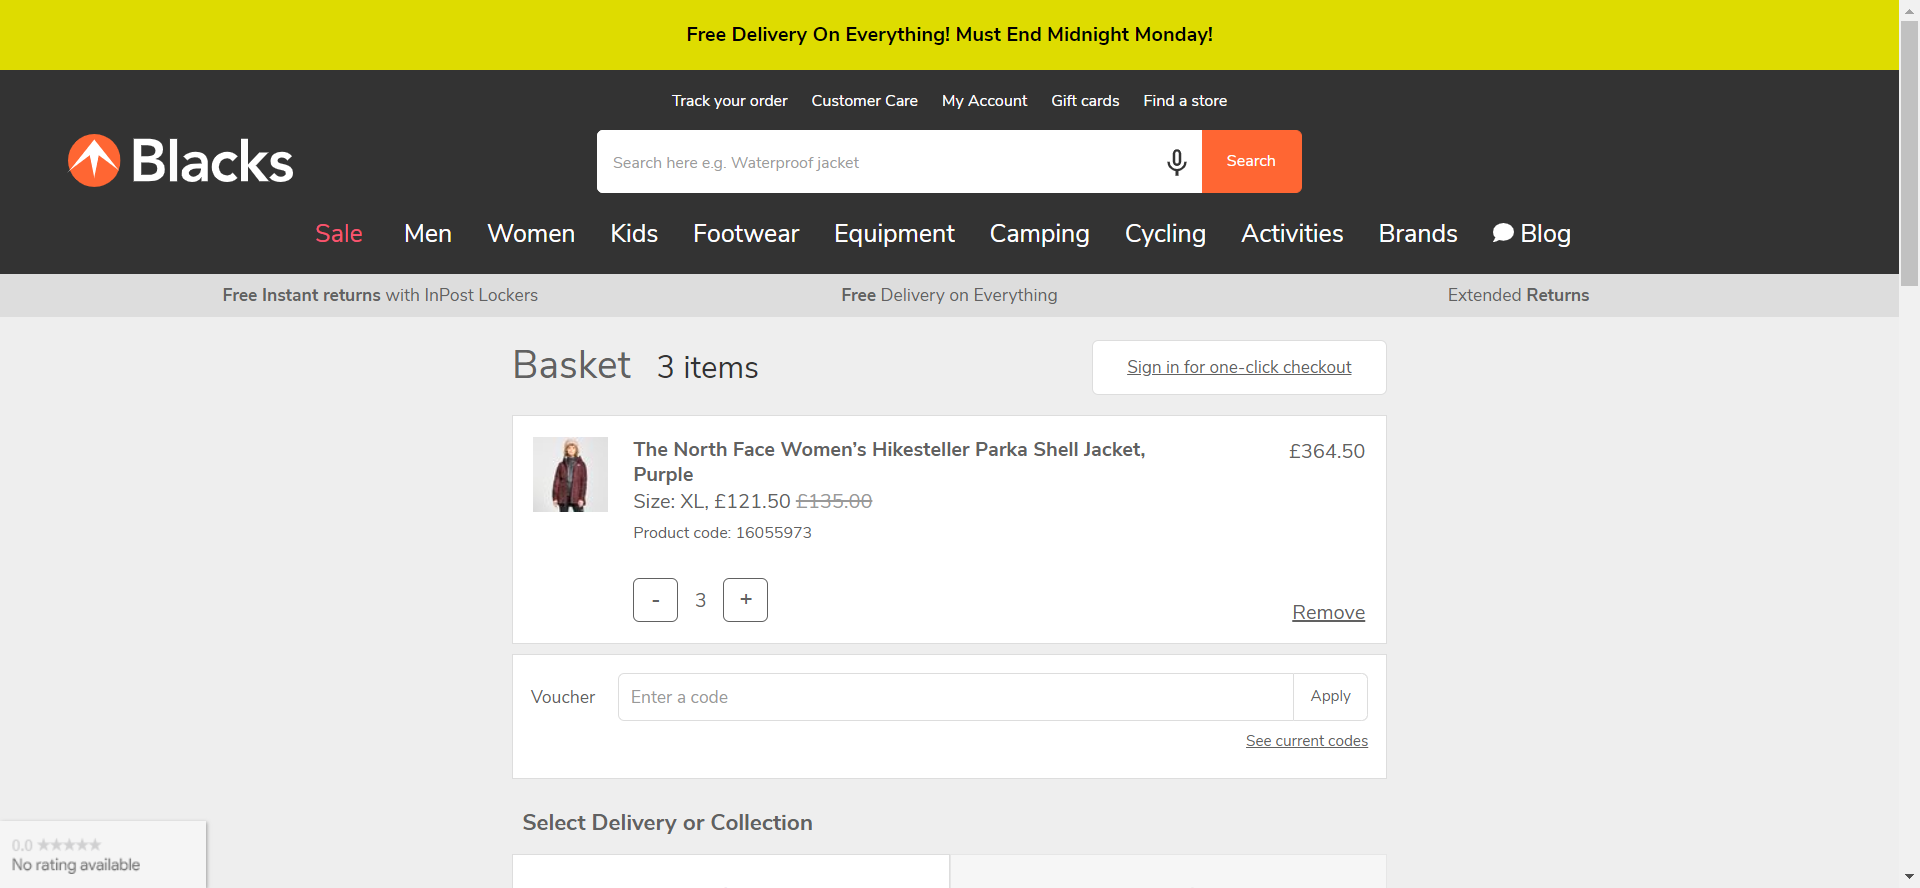 Free Delivery On Everything! Must End Midnight Monday!
Track your order Customer Care My Account Gift cards Find a store
Blacks
Search here e.g. Waterproof jacket
Search
Sale Men Women Kids Footwear Equipment Camping Cycling Activities Brands Blog
Free Instant returns with InPost Lockers
Free Delivery on Everything
Extended Returns
Basket 3 items
Sign in for one-click checkout
The North Face Women’s Hikesteller Parka Shell Jacket,
Purple
£364.50
Size: XL, £121.50 £135.00
Product code: 16055973
- 3 +
Remove
Voucher
Enter a code
Apply
See current codes
Select Delivery or Collection
0.0 ★★★★★
No rating available